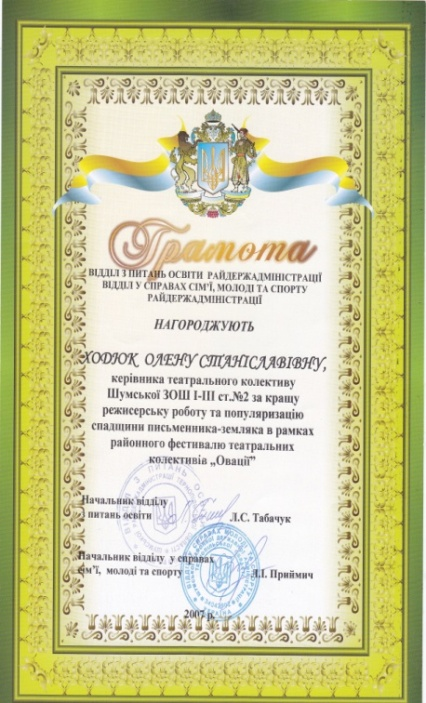 Грамота
ВІДДІЛ З ПИТАНЬ ОСВІТИ РАЙДЕРЖАДМІНІСТРАЦІЇ
ВІДДІЛ У СПРАВАХ СІМ'Ї, МОЛОДІ ТА СПОРТУ
РАЙДЕРЖАДМІНІСТРАЦІЇ
НАГОРОДЖУЮТЬ
ХОДЮК ОЛЕНУ СТАНІСЛАВІВНУ,
керівника театрального колективу
Шумської ЗОШ І-ІІІ ст.№2 за кращу
режисерську роботу та популяризацію
спадщини письменника-земляка в рамках
районного фестивалю театральних
колективів „Овації”
Начальник відділу
з питань освіти Л.С. Табачук
Начальник відділу у справах
сім'ї, молоді та спорту Л.І. Приймич
2007 р.